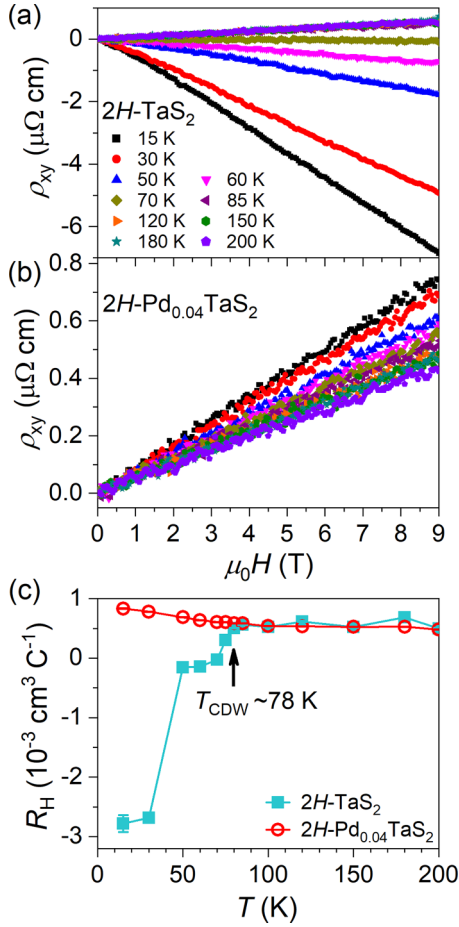 (a)
0
-2
-4
-6
ρxy (μΩ cm)
2H-TaS2
15 K
30 K
50 K 60 K
70 K 85 K
120 K 150 K
180 K 200 K
(b)
0.8
0.6
0.4
0.2
0.0
ρxy (μΩ cm)
2H-Pd0.04TaS2
0 1 2 3 4 5 6 7 8 9
μ0H (T)
(c)
1
0
-1
-2
-3
RH (10-3 cm3 C-1)
TCDW ~78 K
2H-TaS2
2H-Pd0.04TaS2
0 50 100 150 200
T (K)